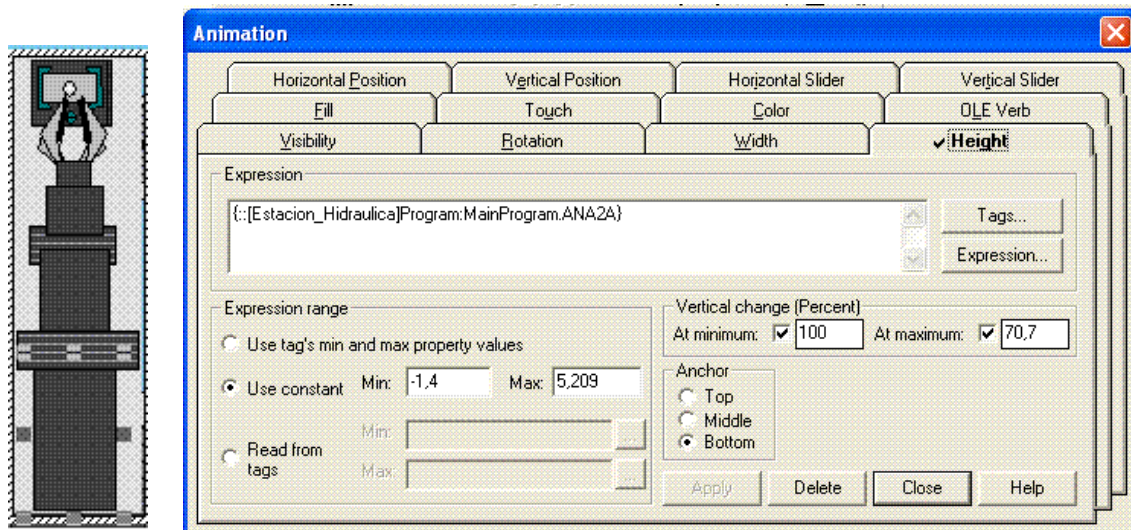 Animation
Horizontal Position Vertical Position Horizontal Slider Vertical Slider
Fill Touch Color OLE Verb
Visibility Rotation Width Height
Expression
{::[Estacion_Hidraulica]Program:MainProgram.ANA2A}
Tags...
Expression...
Expression range
Use tag's min and max property values
Use constant Min: -1,4 Max: 5,209
Read from tags
Min:
Max:
Vertical change (Percent)
At minimum: 100 At maximum: 70,7
Anchor
Top
Middle
Bottom
Apply Delete Close Help